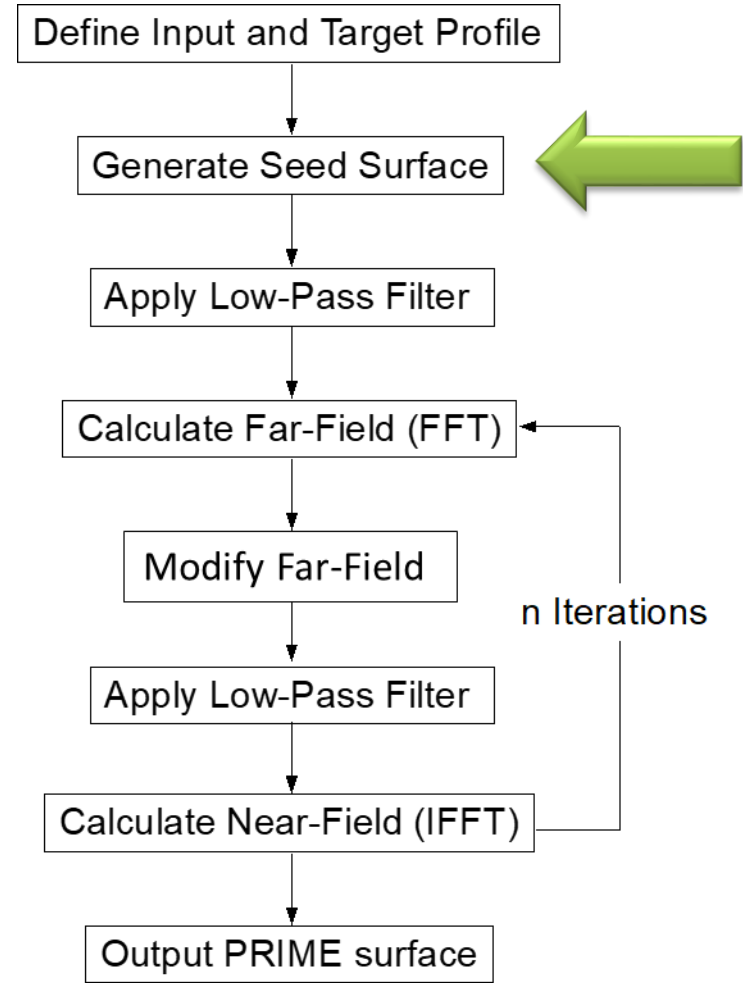 Define Input and Target Profile
Generate Seed Surface
Apply Low-Pass Filter
Calculate Far-Field (FFT)
Modify Far-Field
n Iterations
Apply Low-Pass Filter
Calculate Near-Field (IFFT)
Output PRIME surface